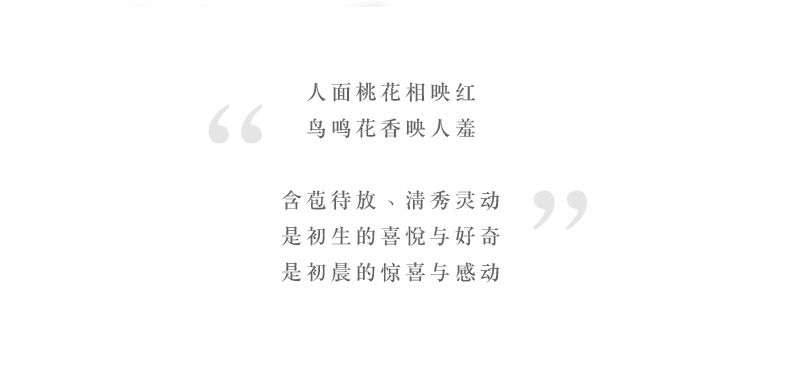 人面桃花相映红
鸟鸣花香映人羞
含苞待放、清秀灵动
是初生的喜悦与好奇
是初晨的惊喜与感动